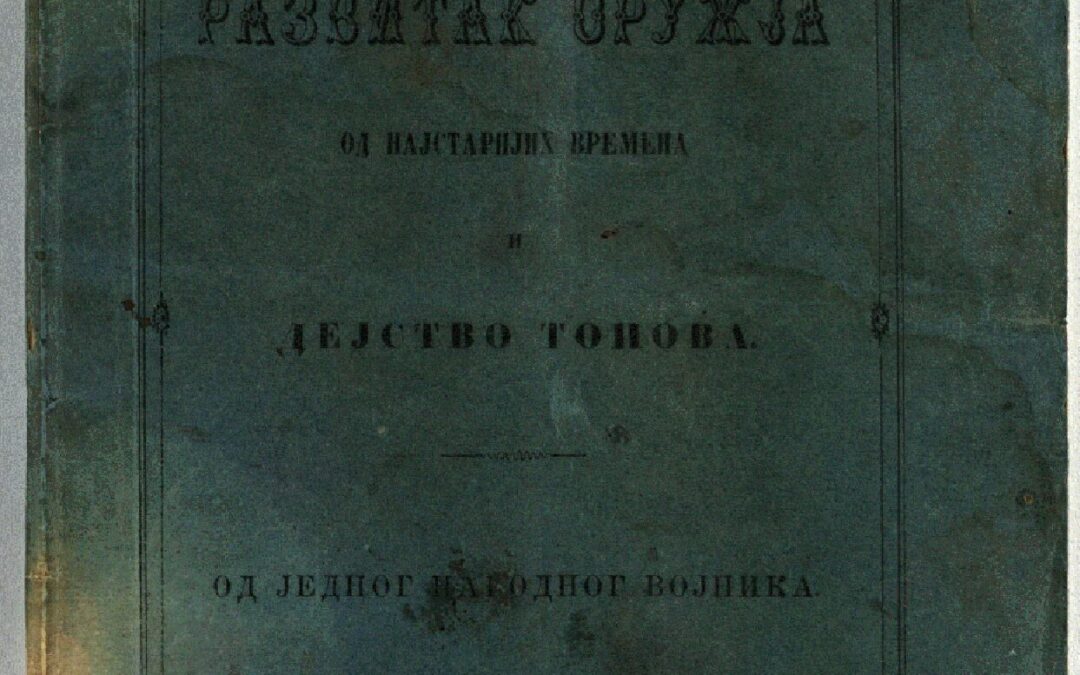 РАЗВИТАК ОРУЖЈА
ОД НАЈСТАРИЈИХ ВРЕМЕНА
И
ДЕЈСТВО ТОПОВА.
ОД ЈЕДНОГ НАРОДНОГ ВОЈНИКА.